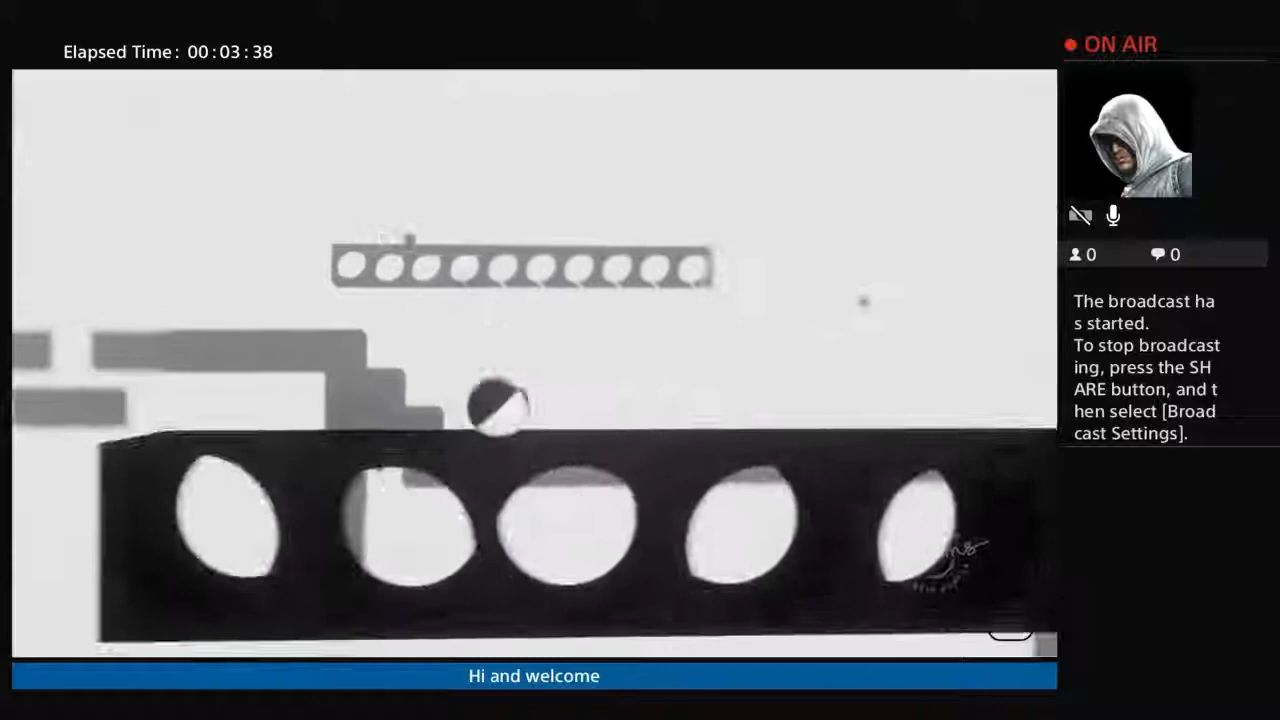 Elapsed Time: 00:03:38
ON AIR
0
0
The broadcast ha
s started.
To stop broadcast
ing, press the SH
ARE button, and t
hen select [Broad
cast Settings].
Hi and welcome